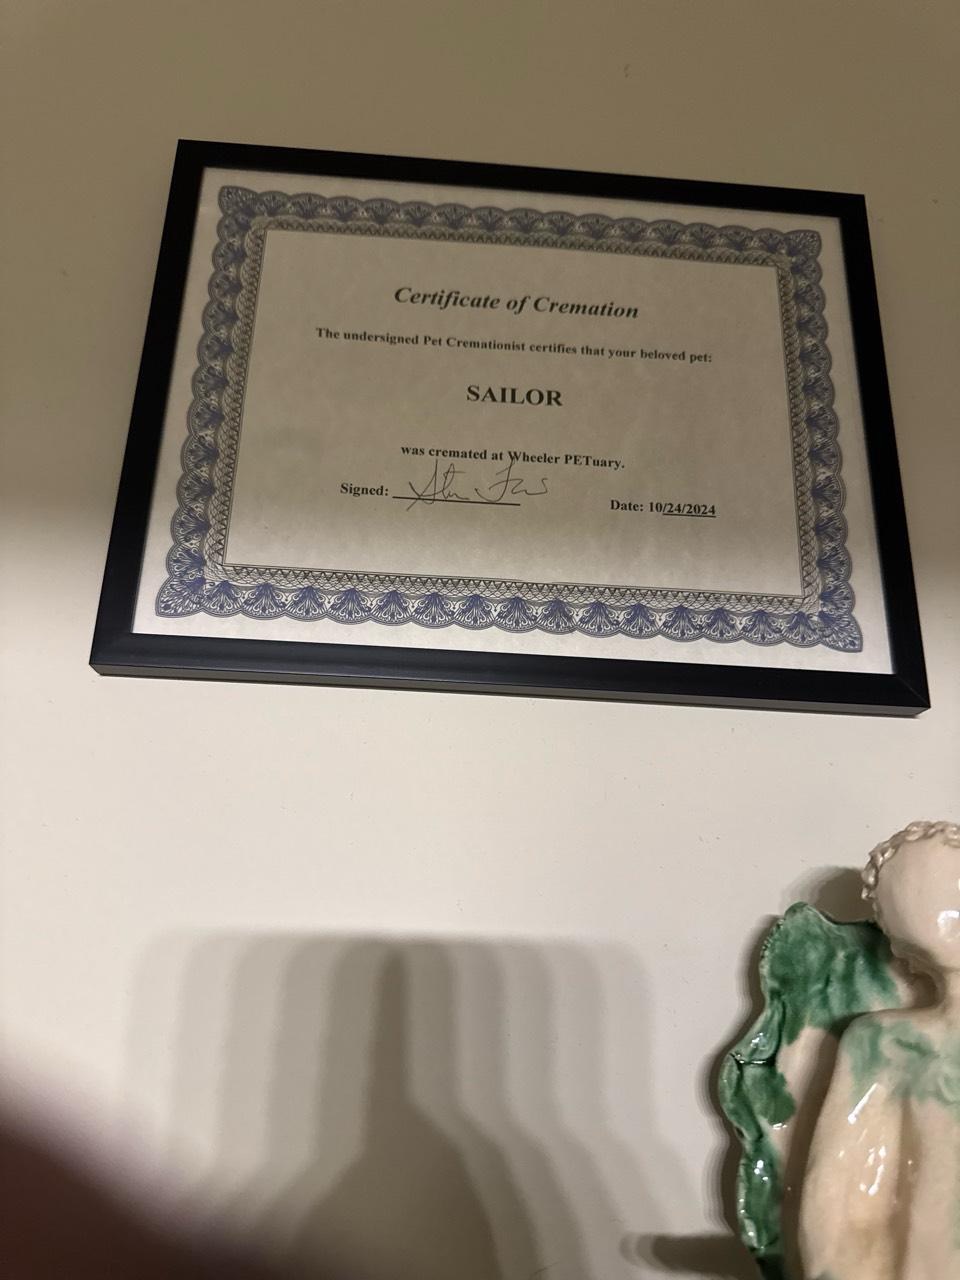 Certificate of Cremation
The undersigned Pet Cremationist certifies that your beloved pet:
SAILOR
was cremated at Wheeler PETuary.
Signed:
Date: 10/24/2024